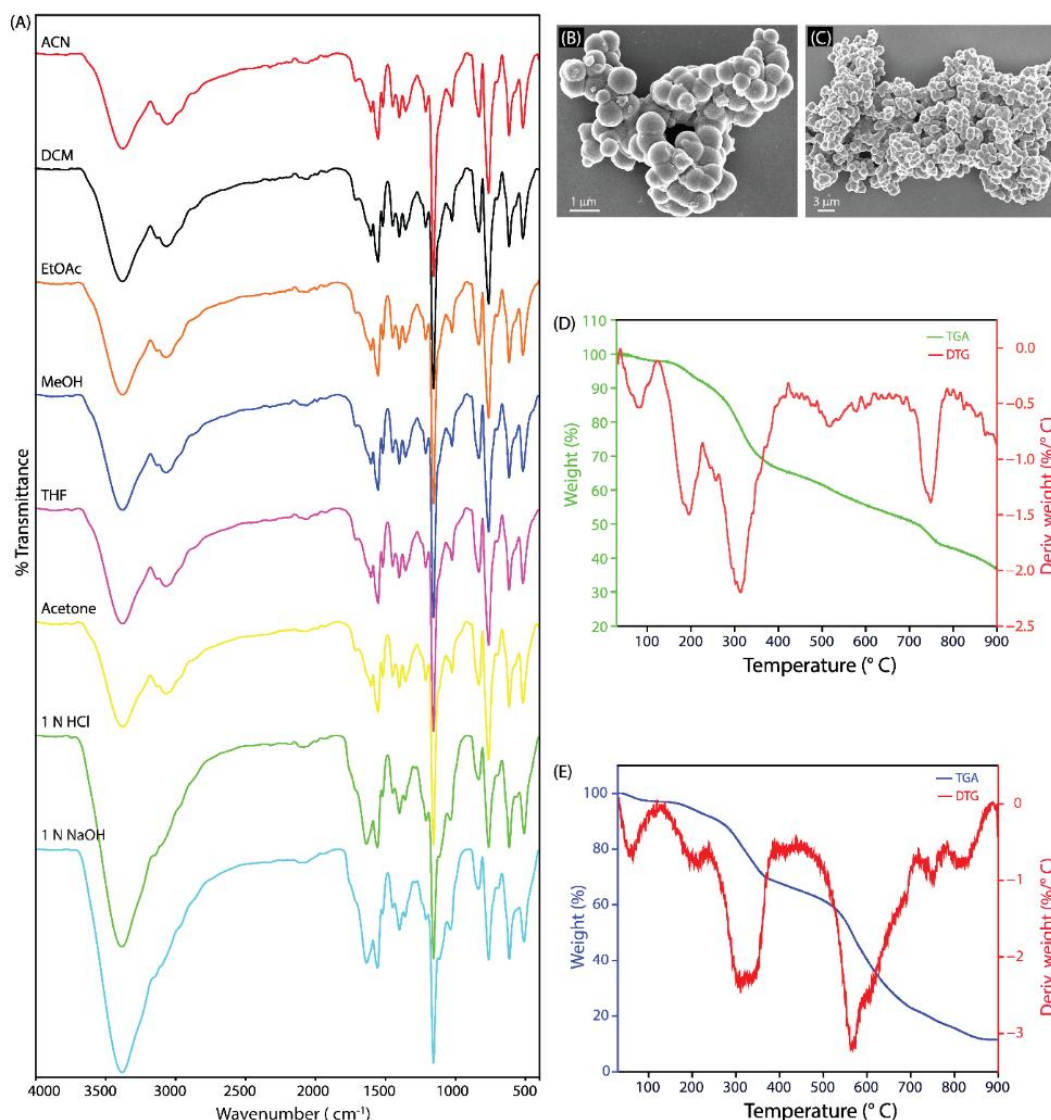 (A)
ACN
DCM
EtOAc
MeOH
THF
Acetone
1 N HCl
1 N NaOH
% Transmittance
4000 3500 3000 2000 1500 1000 500 400
Wavenumber ( cm⁻¹)
(B)
1 µm
(C)
3 µm
(D)
TGA
DTG
110
100
90
80
70
60
50
40
30
20
Weight (%)
0.0
−0.5
−1.0
−1.5
−2.0
−2.5
Deriv. weight (%/° C)
100 200 300 400 500 600 700 800 900
Temperature (° C)
(E)
TGA
DTG
100
80
60
40
20
0
Weight (%)
0
−1
−2
−3
Deriv. weight (%/° C)
100 200 300 400 500 600 700 800 900
Temperature (° C)